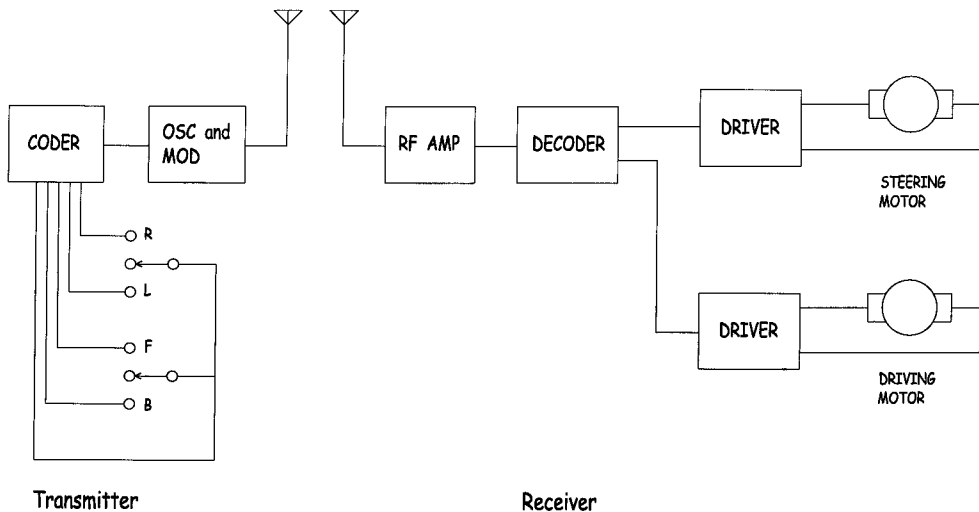 CODER
OSC and
MOD
RF AMP
DECODER
DRIVER
STEERING
MOTOR
R
L
F
B
DRIVER
DRIVING
MOTOR
Transmitter
Receiver